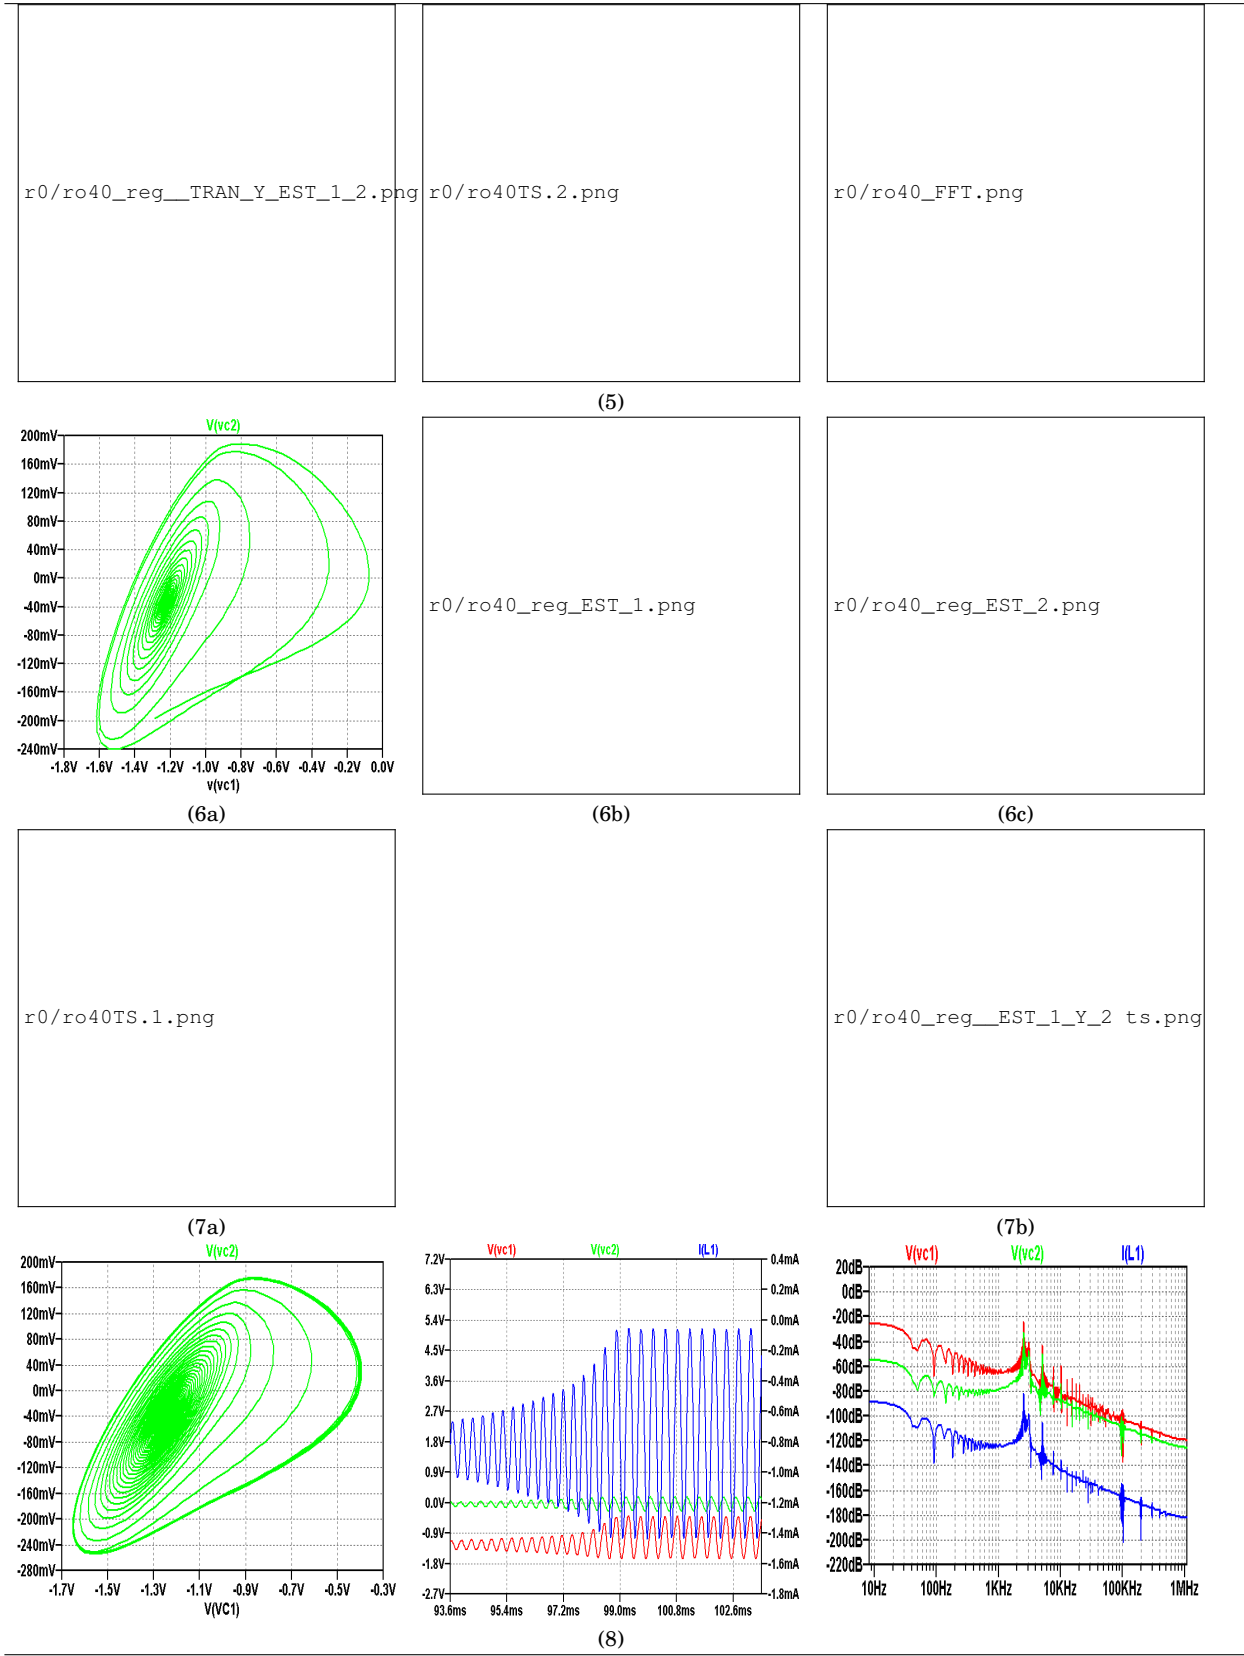 r0/ro40_reg__TRAN_Y_EST_1_2.png
r0/ro40TS.2.png
r0/ro40_FFT.png
(5)
V(vc2)
200mV
160mV
120mV
80mV
40mV
0mV
-40mV
-80mV
-120mV
-160mV
-200mV
-240mV
-1.8V -1.6V -1.4V -1.2V -1.0V -0.8V -0.6V -0.4V -0.2V 0.0V
v(vc1)
(6a)
r0/ro40_reg_EST_1.png
(6b)
r0/ro40_reg_EST_2.png
(6c)
r0/ro40TS.1.png
(7a)
r0/ro40_reg__EST_1_Y_2 ts.png
(7b)
V(vc2)
200mV
160mV
120mV
80mV
40mV
0mV
-40mV
-80mV
-120mV
-160mV
-200mV
-240mV
-280mV
-1.7V -1.5V -1.3V -1.1V -0.9V -0.7V -0.5V -0.3V
V(VC1)
V(vc1) V(vc2) I(L1)
7.2V
6.3V
5.4V
4.5V
3.6V
2.7V
1.8V
0.9V
0.0V
-0.9V
-1.8V
-2.7V
0.4mA
0.2mA
0.0mA
-0.2mA
-0.4mA
-0.6mA
-0.8mA
-1.0mA
-1.2mA
-1.4mA
-1.6mA
-1.8mA
93.6ms 95.4ms 97.2ms 99.0ms 100.8ms 102.6ms
V(vc1) V(vc2) I(L1)
20dB
0dB
-20dB
-40dB
-60dB
-80dB
-100dB
-120dB
-140dB
-160dB
-180dB
-200dB
-220dB
10Hz 100Hz 1KHz 10KHz 100KHz 1MHz
(8)